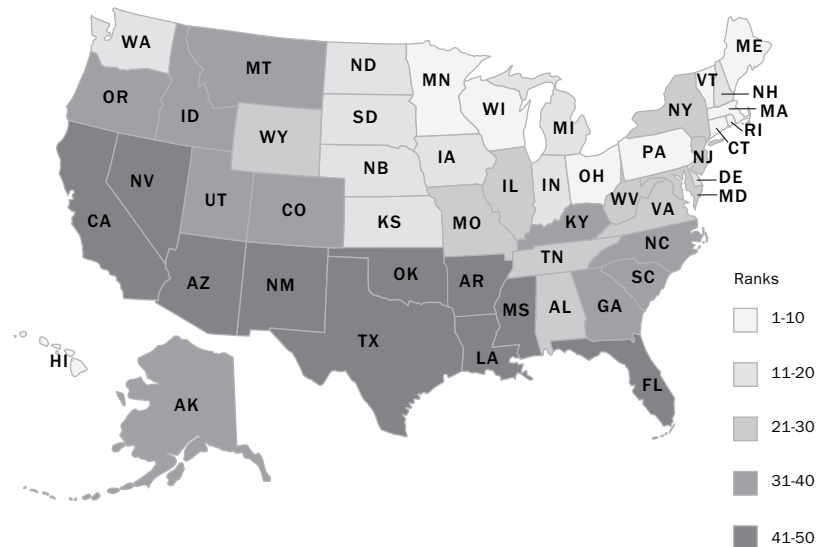 WA
MT
ND
MN
ME
VT
NH
MA
RI
CT
OR
ID
SD
WI
MI
NY
WY
NB
IA
PA
NJ
DE
MD
NV
UT
CO
KS
MO
IL
IN
OH
WV
VA
KY
CA
AZ
NM
OK
AR
TN
NC
SC
MS
AL
GA
TX
LA
FL
HI
AK
Ranks
1-10
11-20
21-30
31-40
41-50